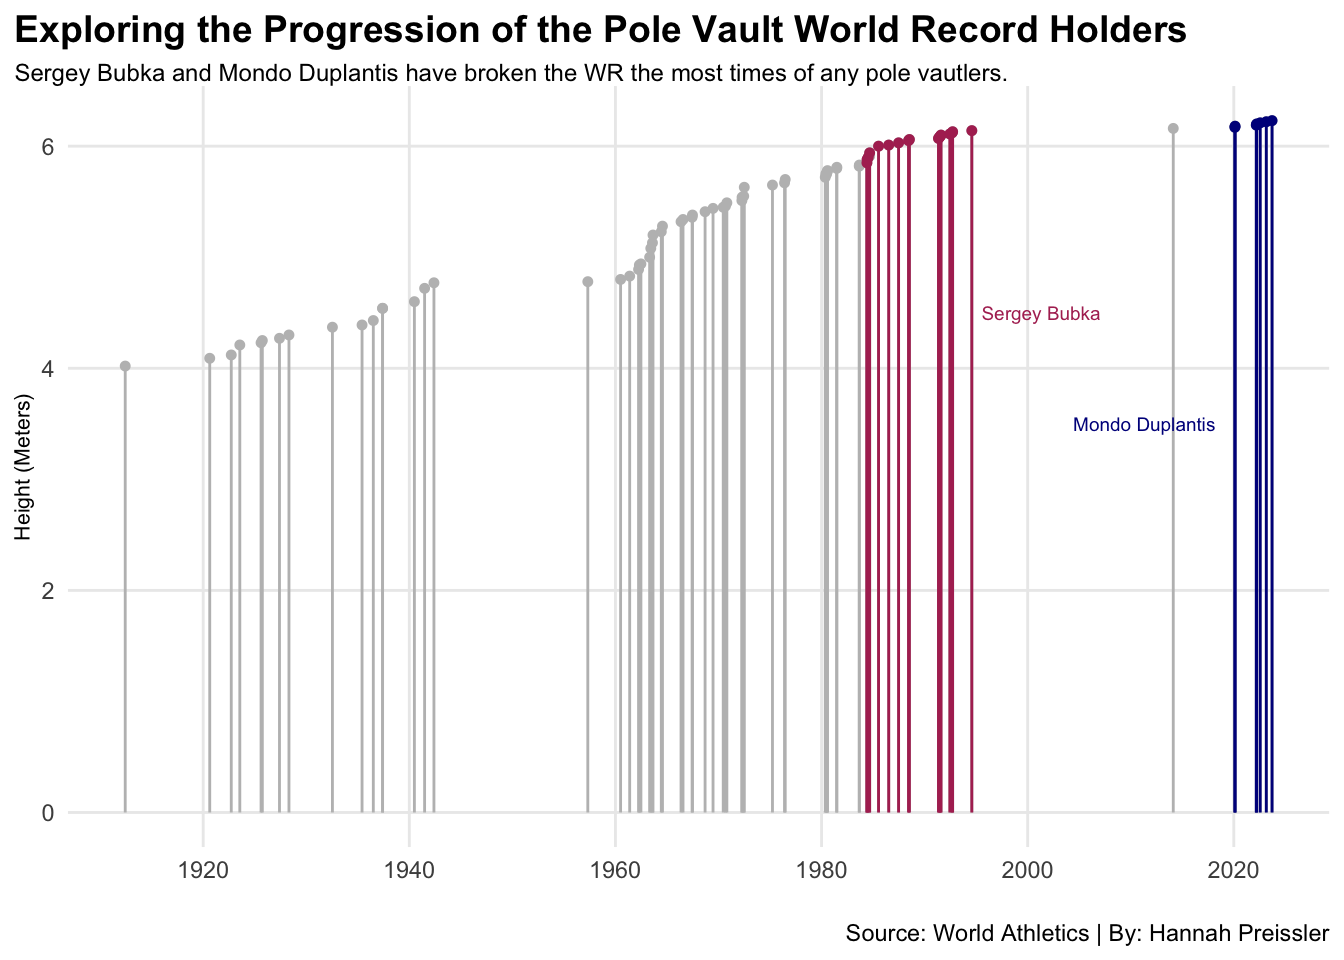 Exploring the Progression of the Pole Vault World Record Holders
Sergey Bubka and Mondo Duplantis have broken the WR the most times of any pole vautlers.
6
4
2
0
Height (Meters)
Sergey Bubka
Mondo Duplantis
1920 1940 1960 1980 2000 2020
Source: World Athletics | By: Hannah Preissler